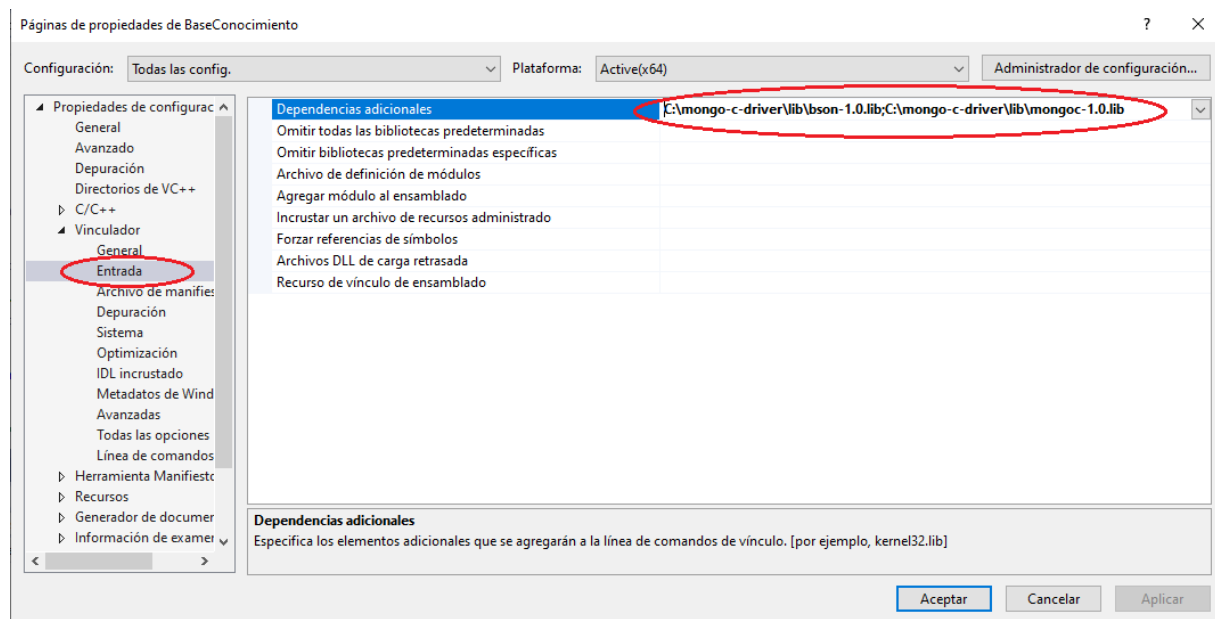 Páginas de propiedades de BaseConocimiento ? ×
Configuración: Todas las config. Plataforma: Active(x64) Administrador de configuración...
Propiedades de configurac
General
Avanzado
Depuración
Directorios de VC++
C/C++
Vinculador
General
Entrada
Archivo de manifies
Depuración
Sistema
Optimización
IDL incrustado
Metadatos de Wind
Avanzadas
Todas las opciones
Línea de comandos
Herramienta Manifiesto
Recursos
Generador de documer
Información de examer
Dependencias adicionales C:\mongo-c-driver\lib\bson-1.0.lib;C:\mongo-c-driver\lib\mongoc-1.0.lib
Omitir todas las bibliotecas predeterminadas
Omitir bibliotecas predeterminadas específicas
Archivo de definición de módulos
Agregar módulo al ensamblado
Incrustar un archivo de recursos administrado
Forzar referencias de símbolos
Archivos DLL de carga retrasada
Recurso de vínculo de ensamblado
Dependencias adicionales
Especifica los elementos adicionales que se agregarán a la línea de comandos de vínculo. [por ejemplo, kernel32.lib]
Aceptar Cancelar Aplicar